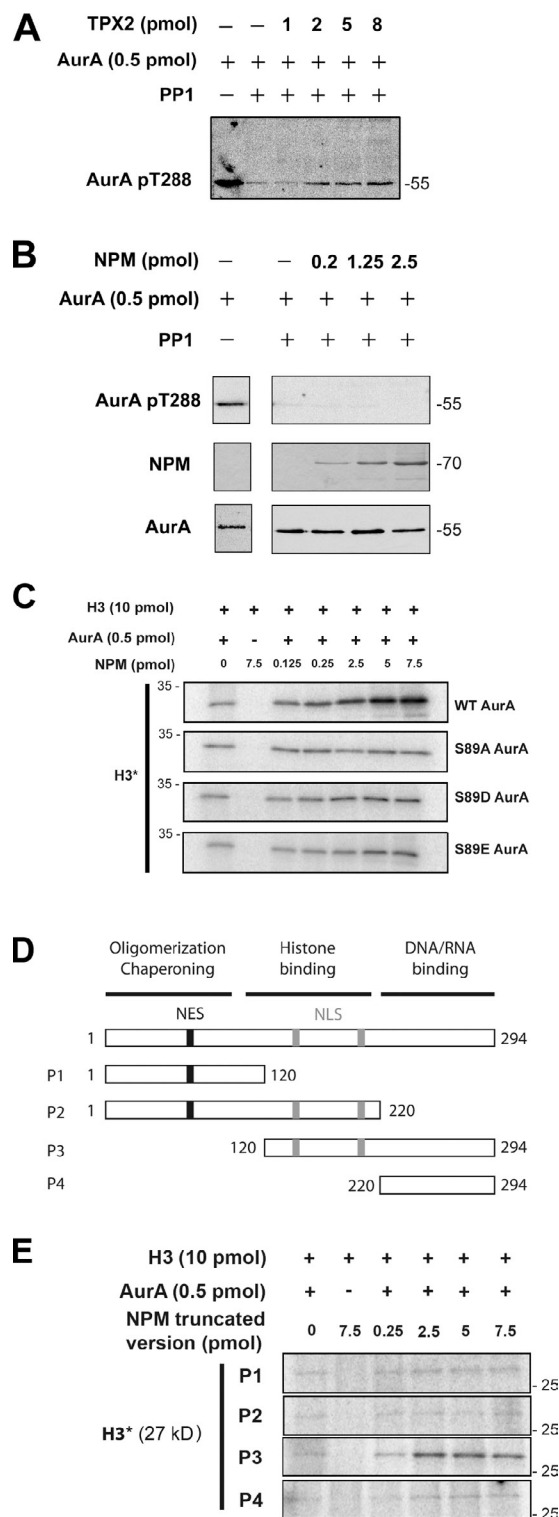 A
TPX2 (pmol) – – 1 2 5 8
AurA (0.5 pmol) + + + + + +
PP1 – + + + + +
AurA pT288 -55
B
NPM (pmol) – – 0.2 1.25 2.5
AurA (0.5 pmol) + + + + +
PP1 – + + + +
AurA pT288 -55
NPM -70
AurA -55
C
H3 (10 pmol) + + + + + + +
AurA (0.5 pmol) + - + + + + +
NPM (pmol) 0 7.5 0.125 0.25 2.5 5 7.5
35 - WT AurA
35 - S89A AurA
H3*
35 - S89D AurA
35 - S89E AurA
D
Oligomerization Histone DNA/RNA
Chaperoning binding binding
NES NLS
1 294
P1 1 120
P2 1 220
P3 120 294
P4 220 294
E
H3 (10 pmol) + + + + + +
AurA (0.5 pmol) + - + + + +
NPM truncated
version (pmol) 0 7.5 0.25 2.5 5 7.5
P1 - 25
P2 - 25
H3* (27 kD)
P3 - 25
P4 - 25